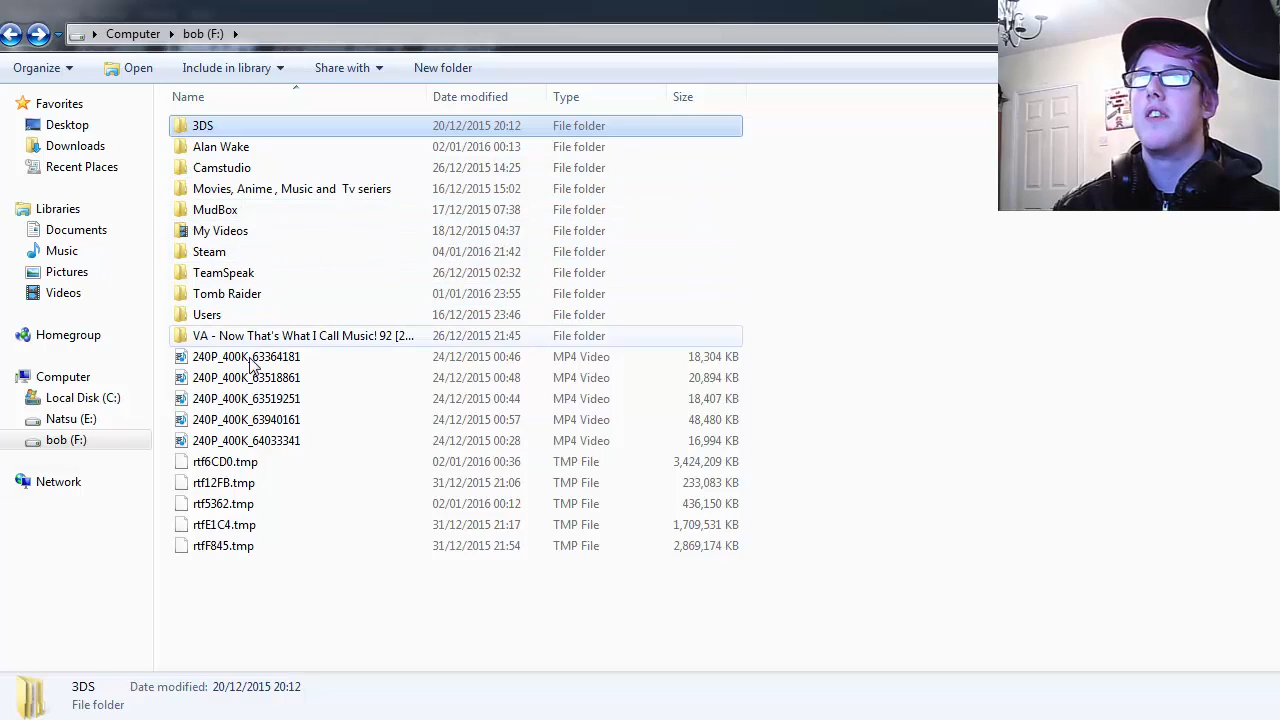 Computer bob (F:)
Organize Open Include in library Share with New folder
Name Date modified Type Size
Favorites
Desktop
Downloads
Recent Places
Libraries
Documents
Music
Pictures
Videos
Homegroup
Computer
Local Disk (C:)
Natsu (E:)
bob (F:)
Network
3DS 20/12/2015 20:12 File folder
Alan Wake 02/01/2016 00:13 File folder
Camstudio 26/12/2015 14:25 File folder
Movies, Anime , Music and Tv seriers 16/12/2015 15:02 File folder
MudBox 17/12/2015 07:38 File folder
My Videos 18/12/2015 04:37 File folder
Steam 04/01/2016 21:42 File folder
TeamSpeak 26/12/2015 02:32 File folder
Tomb Raider 01/01/2016 23:55 File folder
Users 16/12/2015 23:46 File folder
VA - Now That's What I Call Music! 92 [2... 26/12/2015 21:45 File folder
240P_400K_63364181 24/12/2015 00:46 MP4 Video 18,304 KB
240P_400K_63518861 24/12/2015 00:48 MP4 Video 20,894 KB
240P_400K_63519251 24/12/2015 00:44 MP4 Video 18,407 KB
240P_400K_63940161 24/12/2015 00:57 MP4 Video 48,480 KB
240P_400K_64033341 24/12/2015 00:28 MP4 Video 16,994 KB
rtf6CD0.tmp 02/01/2016 00:36 TMP File 3,424,209 KB
rtf12FB.tmp 31/12/2015 21:06 TMP File 233,083 KB
rtf5362.tmp 02/01/2016 00:12 TMP File 436,150 KB
rtfE1C4.tmp 31/12/2015 21:17 TMP File 1,709,531 KB
rtfF845.tmp 31/12/2015 21:54 TMP File 2,869,174 KB
3DS Date modified: 20/12/2015 20:12
File folder